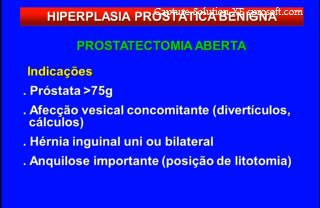 HIPERPLASIA PROSTÁTICA BENIGNA
PROSTATECTOMIA ABERTA
Indicações
. Próstata >75g
. Afecção vesical concomitante (divertículos,
cálculos)
. Hérnia inguinal uni ou bilateral
. Anquilose importante (posição de litotomia)